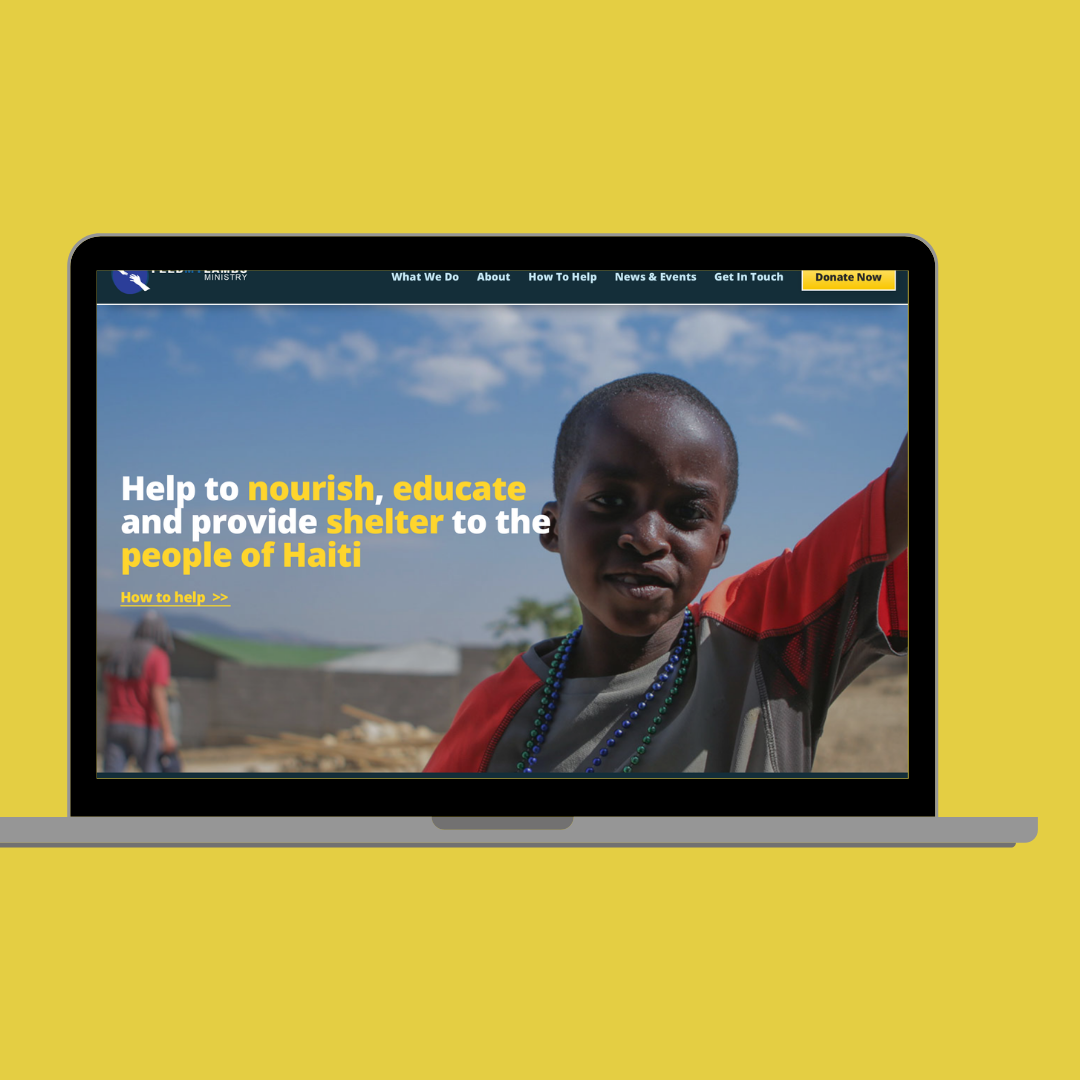 FEEDMYLAMBS
MINISTRY
What We Do About How To Help News & Events Get In Touch Donate Now
Help to nourish, educate
and provide shelter to the
people of Haiti
How to help >>